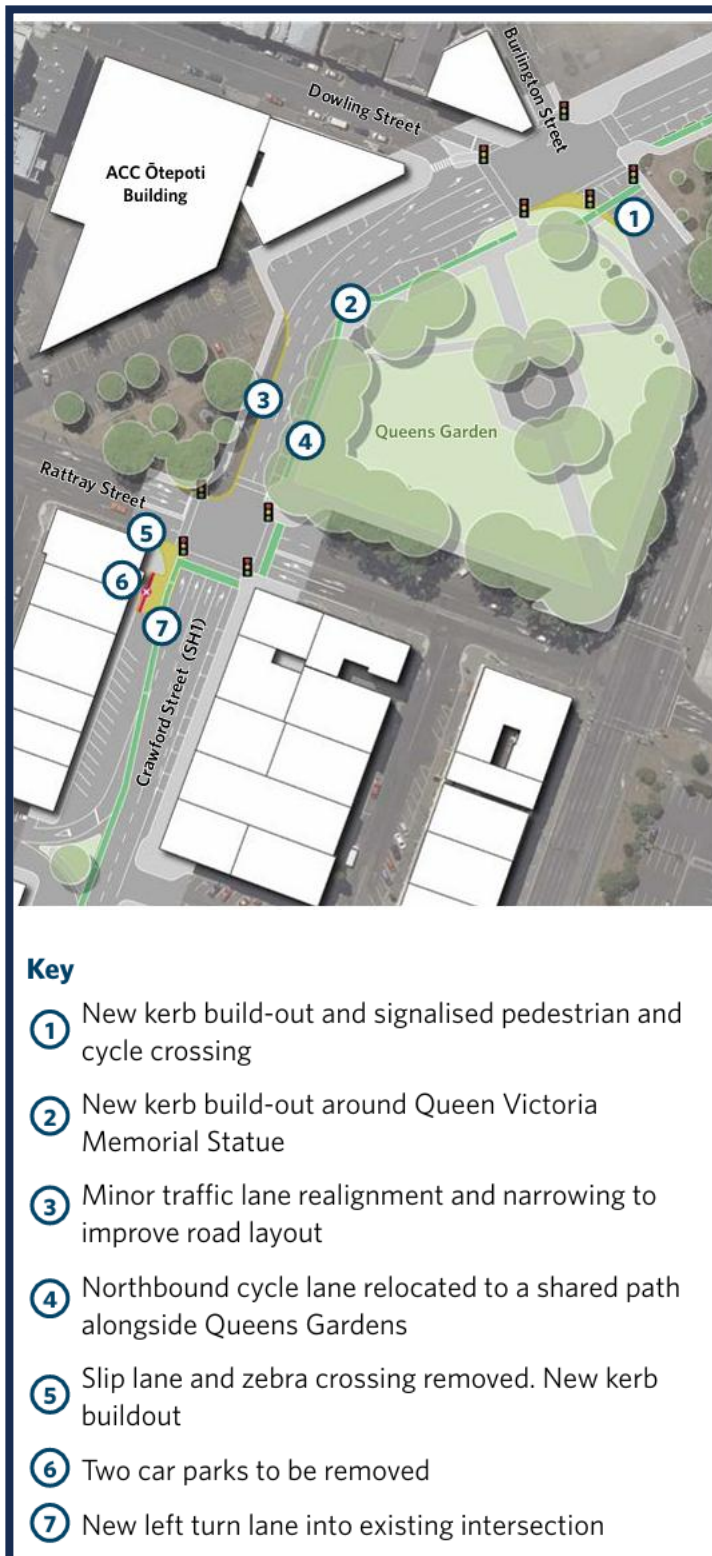 Burlington Street
Dowling Street
ACC Ōtepoti
Building
1
2
3
4
Queens Garden
Rattray Street
5
6
7
Crawford Street (SH1)
Key
1 New kerb build-out and signalised pedestrian and
cycle crossing
2 New kerb build-out around Queen Victoria
Memorial Statue
3 Minor traffic lane realignment and narrowing to
improve road layout
4 Northbound cycle lane relocated to a shared path
alongside Queens Gardens
5 Slip lane and zebra crossing removed. New kerb
buildout
6 Two car parks to be removed
7 New left turn lane into existing intersection